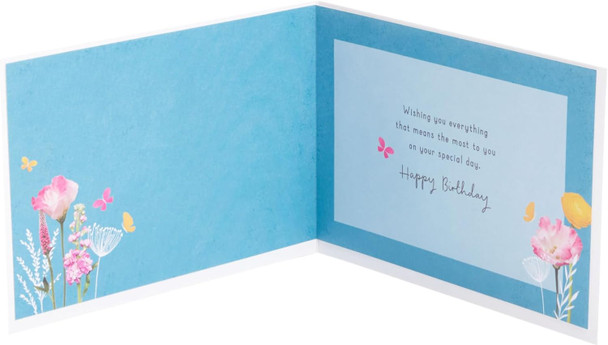 Wishing you everything
that means the most to you
on your special day.
Happy Birthday